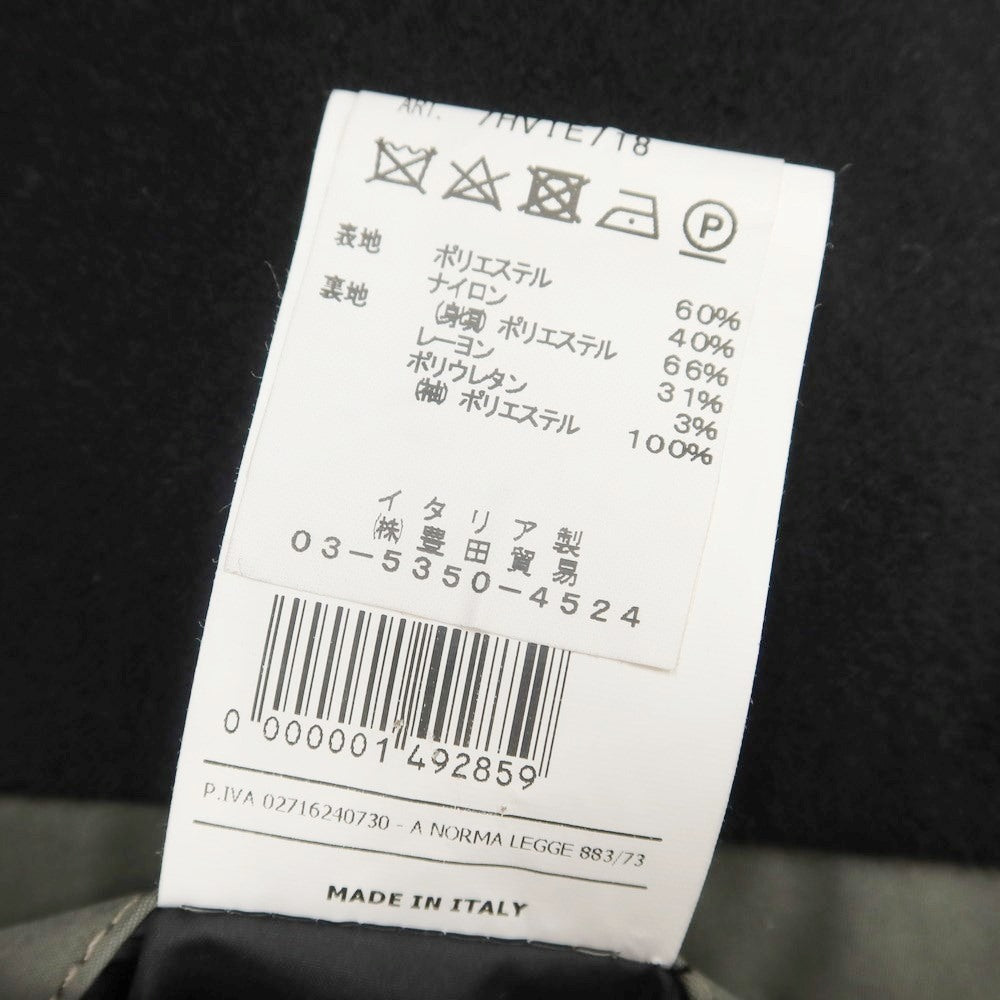 ART. 7HV1E/18
P
表地 ポリエステル 60%
ナイロン 40%
裏地 (身頃) ポリエステル 66%
レーヨン 31%
ポリウレタン 3%
(袖) ポリエステル 100%
イタリア製
(株)豊田貿易
03-5350-4524
0 000001 492859
P.IVA 02716240730 - A NORMA LEGGE 883/73
MADE IN ITALY